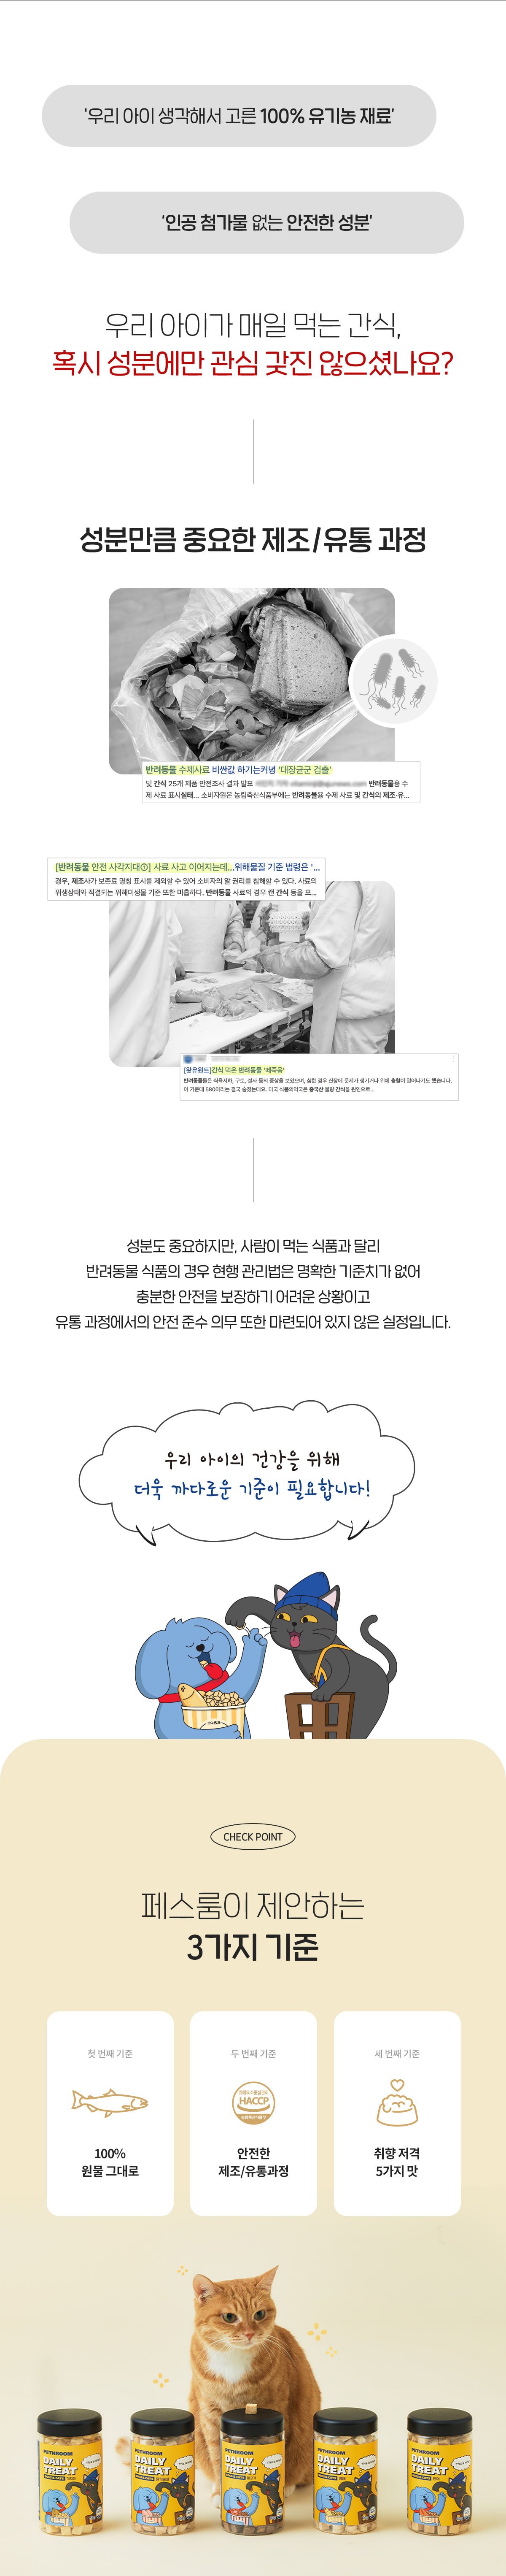 '우리 아이 생각해서 고른 100% 유기농 재료'
'인공 첨가물 없는 안전한 성분'
우리 아이가 매일 먹는 간식,
혹시 성분에만 관심 갖진 않으셨나요?
성분만큼 중요한 제조/유통 과정
반려동물 수제사료 비싼값 하기는커녕 '대장균군 검출'
및 간식 25개 제품 안전조사 결과 발표 반려동물용 수
제 사료 표시실태... 소비자원은 농림축산식품부에는 반려동물용 수제 사료 및 간식의 제조·유...
[반려동물 안전 사각지대①] 사료 사고 이어지는데...위해물질 기준 법령은 '...
경우, 제조사가 보존료 명칭 표시를 제외할 수 있어 소비자의 알 권리를 침해할 수 있다. 사료의
위생상태와 직결되는 위해미생물 기준 또한 미흡하다. 반려동물 사료의 경우 캔 간식 등을 포...
[왓유원트]간식 먹은 반려동물 '떼죽음'
반려동물들은 식욕저하, 구토, 설사 등의 증상을 보였으며, 심한 경우 신장에 문제가 생기거나 위에 출혈이 일어나기도 했습니다.
이 가운데 580마리는 결국 숨졌는데요. 미국 식품의약국은 중국산 불량 간식을 원인으로...
성분도 중요하지만, 사람이 먹는 식품과 달리
반려동물 식품의 경우 현행 관리법은 명확한 기준치가 없어
충분한 안전을 보장하기 어려운 상황이고
유통 과정에서의 안전 준수 의무 또한 마련되어 있지 않은 실정입니다.
우리 아이의 건강을 위해
더욱 까다로운 기준이 필요합니다!
CHECK POINT
페스룸이 제안하는
3가지 기준
첫 번째 기준
100%
원물 그대로
두 번째 기준
HACCP
안전한
제조/유통과정
세 번째 기준
취향 저격
5가지 맛
PETHROOM
DAILY
TREAT
PETHROOM
DAILY
TREAT
PETHROOM
DAILY
TREAT
PETHROOM
DAILY
TREAT
PETHROOM
DAILY
TREAT